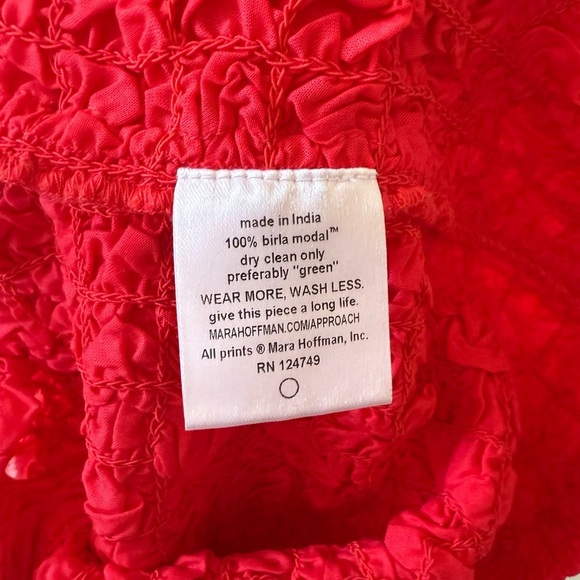 made in India
100% birla modal™
dry clean only
preferably "green"
WEAR MORE, WASH LESS.
give this piece a long life.
MARAHOFFMAN.COM/APPROACH
All prints ® Mara Hoffman, Inc.
RN 124749